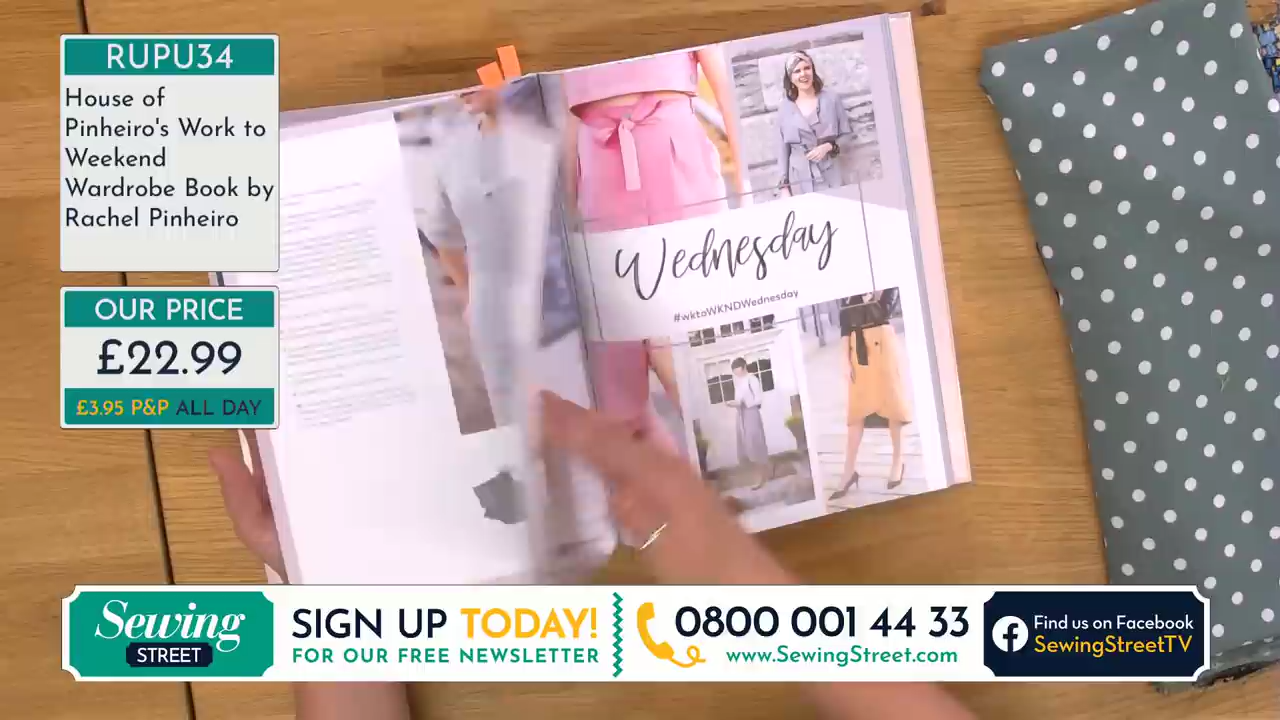 RUPU34
House of
Pinheiro's Work to
Weekend
Wardrobe Book by
Rachel Pinheiro
OUR PRICE
£22.99
£3.95 P&P ALL DAY
Wednesday
#wktoWKNDWednesday
Sewing
STREET
SIGN UP TODAY!
FOR OUR FREE NEWSLETTER
0800 001 44 33
www.SewingStreet.com
Find us on Facebook
SewingStreetTV